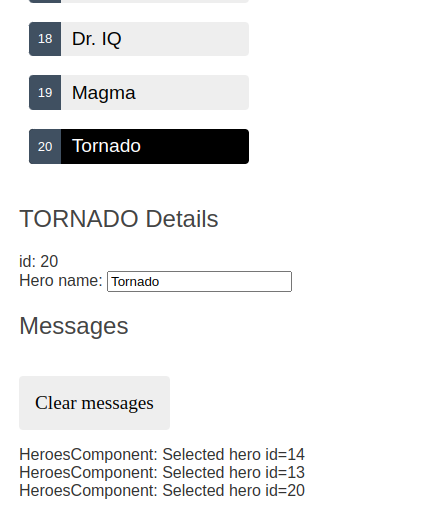 18 Dr. IQ
19 Magma
20 Tornado
TORNADO Details
id: 20
Hero name: Tornado
Messages
Clear messages
HeroesComponent: Selected hero id=14
HeroesComponent: Selected hero id=13
HeroesComponent: Selected hero id=20